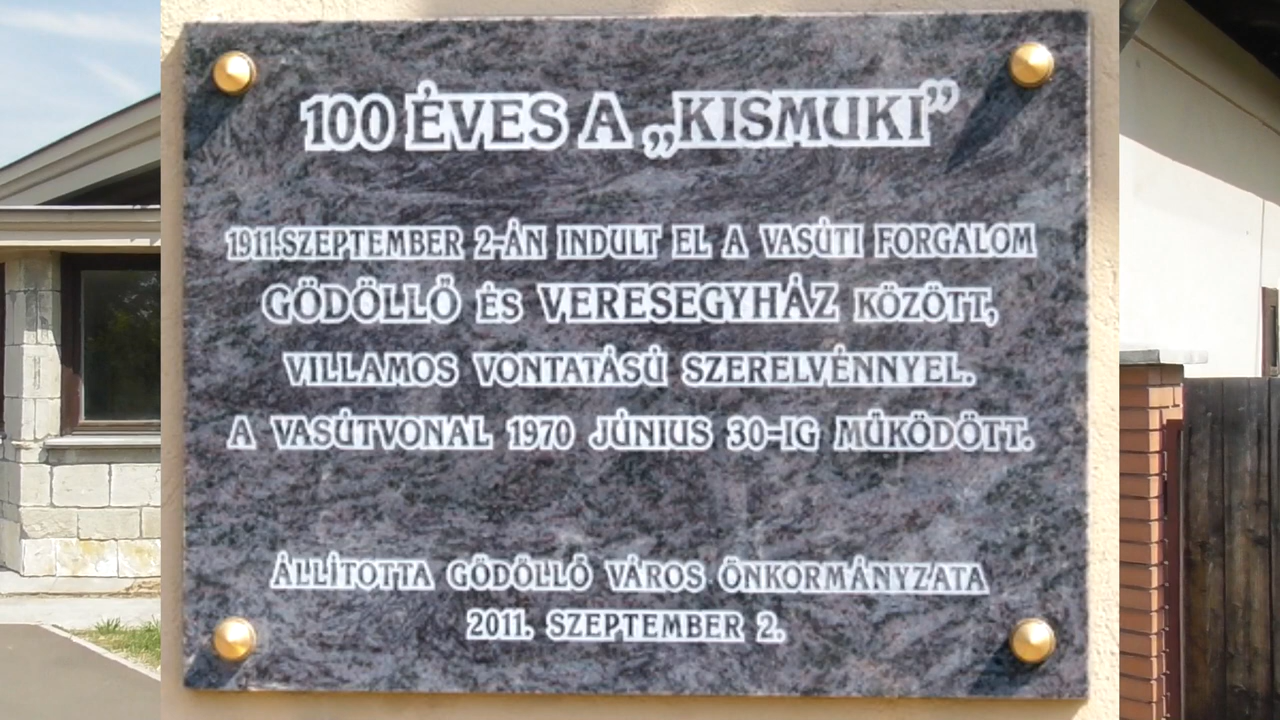 100 ÉVES A „KISMUKI”
1911.SZEPTEMBER 2-ÁN INDULT EL A VASÚTI FORGALOM
GÖDÖLLŐ ÉS VERESEGYHÁZ KÖZÖTT,
VILLAMOS VONTATÁSÚ SZERELVÉNNYEL.
A VASÚTVONAL 1970 JÚNIUS 30-IG MŰKÖDÖTT.
ÁLLÍTOTTA GÖDÖLLŐ VÁROS ÖNKORMÁNYZATA
2011. SZEPTEMBER 2.